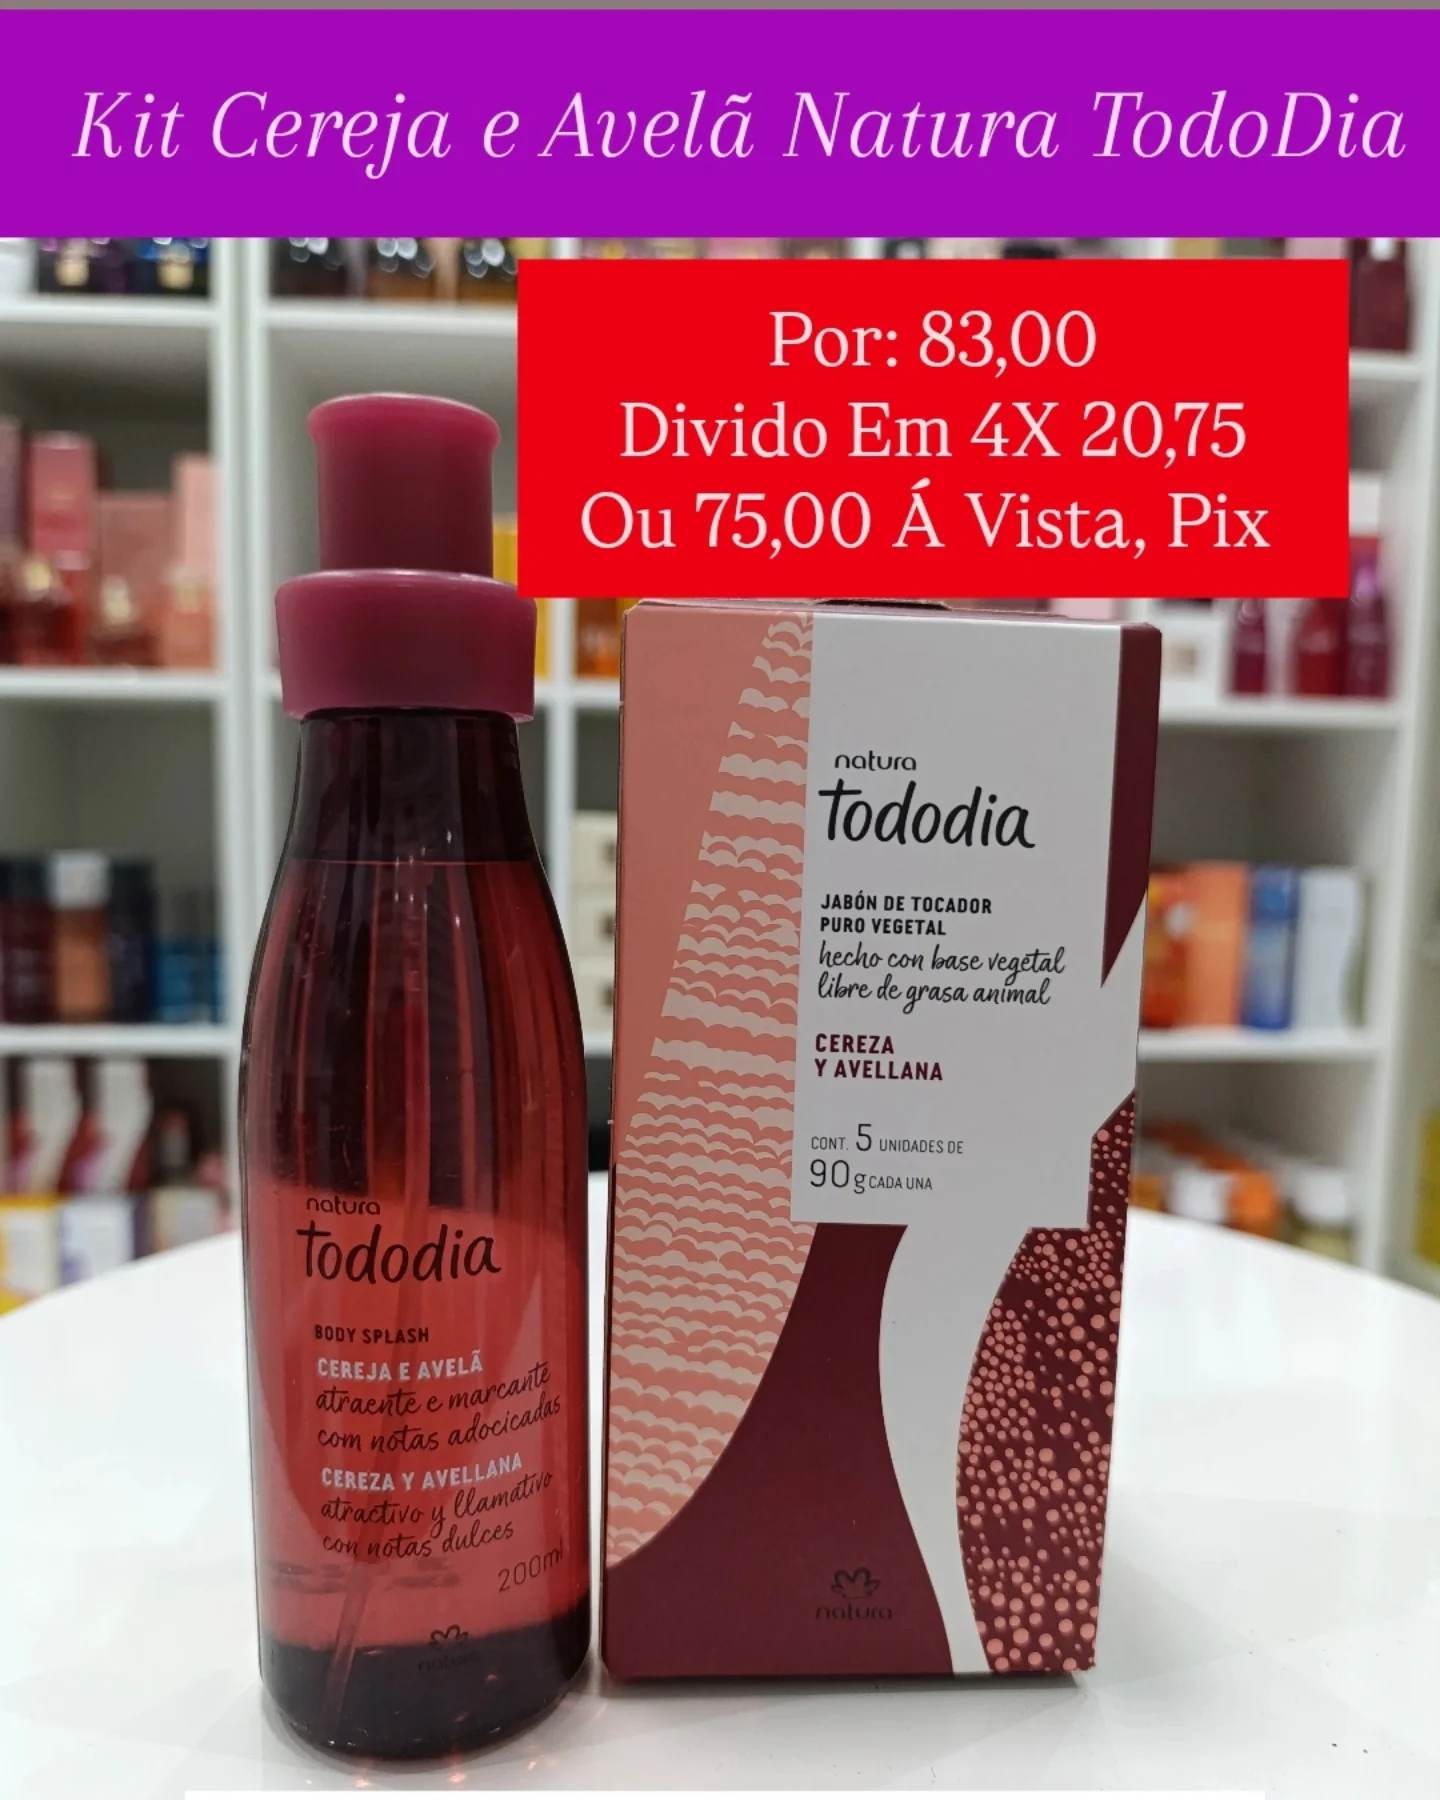 Kit Cereja e Avelã Natura TodoDia
Por: 83,00
Divido Em 4X 20,75
Ou 75,00 Á Vista, Pix
natura
tododia
BODY SPLASH
CEREJA E AVELÃ
atraente e marcante
com notas adocicadas
CEREZA Y AVELLANA
atractivo y llamativo
con notas dulces
200ml
natura
natura
tododia
JABÓN DE TOCADOR
PURO VEGETAL
hecho con base vegetal
libre de grasa animal
CEREZA
Y AVELLANA
CONT. 5 UNIDADES DE
90g CADA UNA
natura